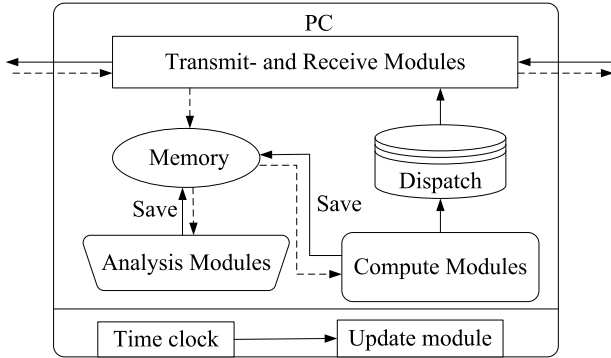 PC
Transmit- and Receive Modules
Memory
Dispatch
Save
Save
Analysis Modules
Compute Modules
Time clock
Update module